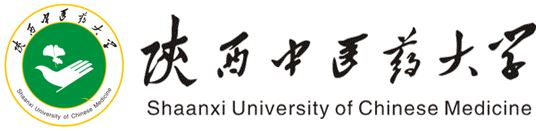 陕西中医药大学
Shaanxi University of Chinese Medicine
陕西中医药大学
Shaanxi University of Chinese Medicine